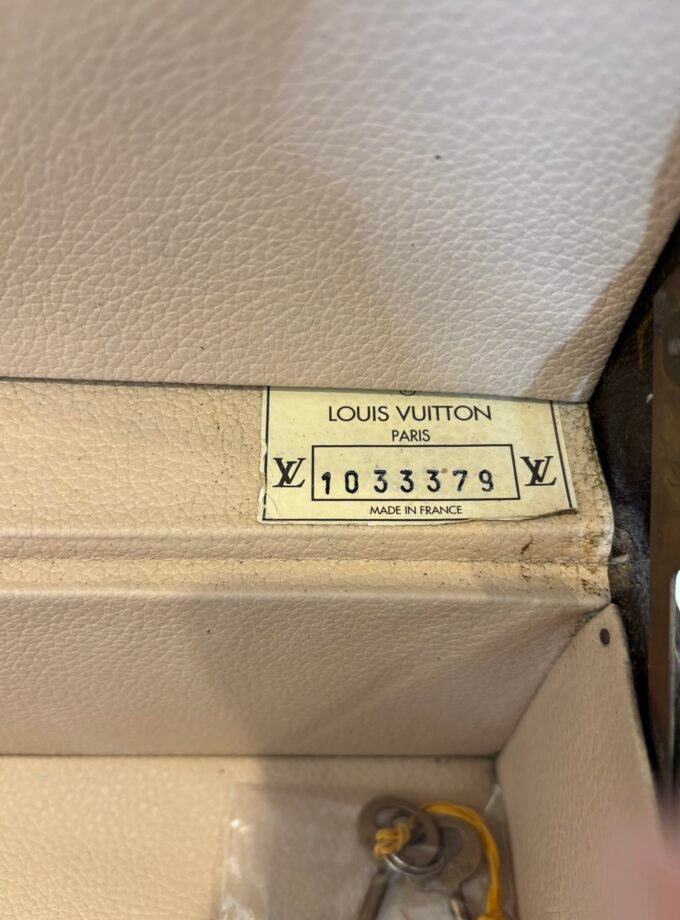 LOUIS VUITTON
PARIS
LV 1033379 LV
MADE IN FRANCE